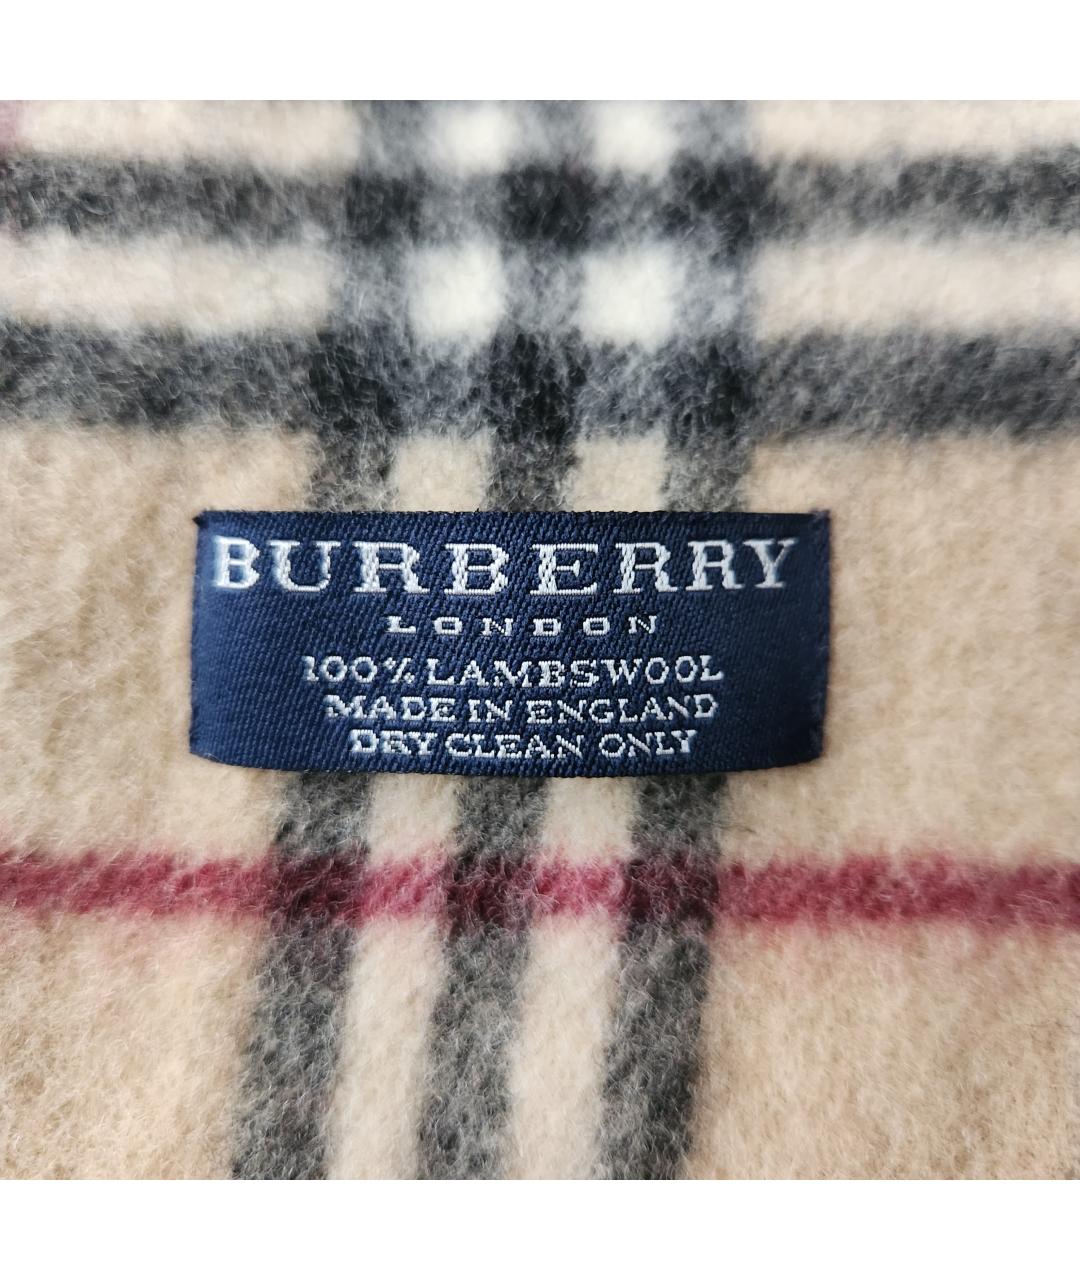 BURBERRY
LONDON
100% LAMBSWOOL
MADE IN ENGLAND
DRY CLEAN ONLY